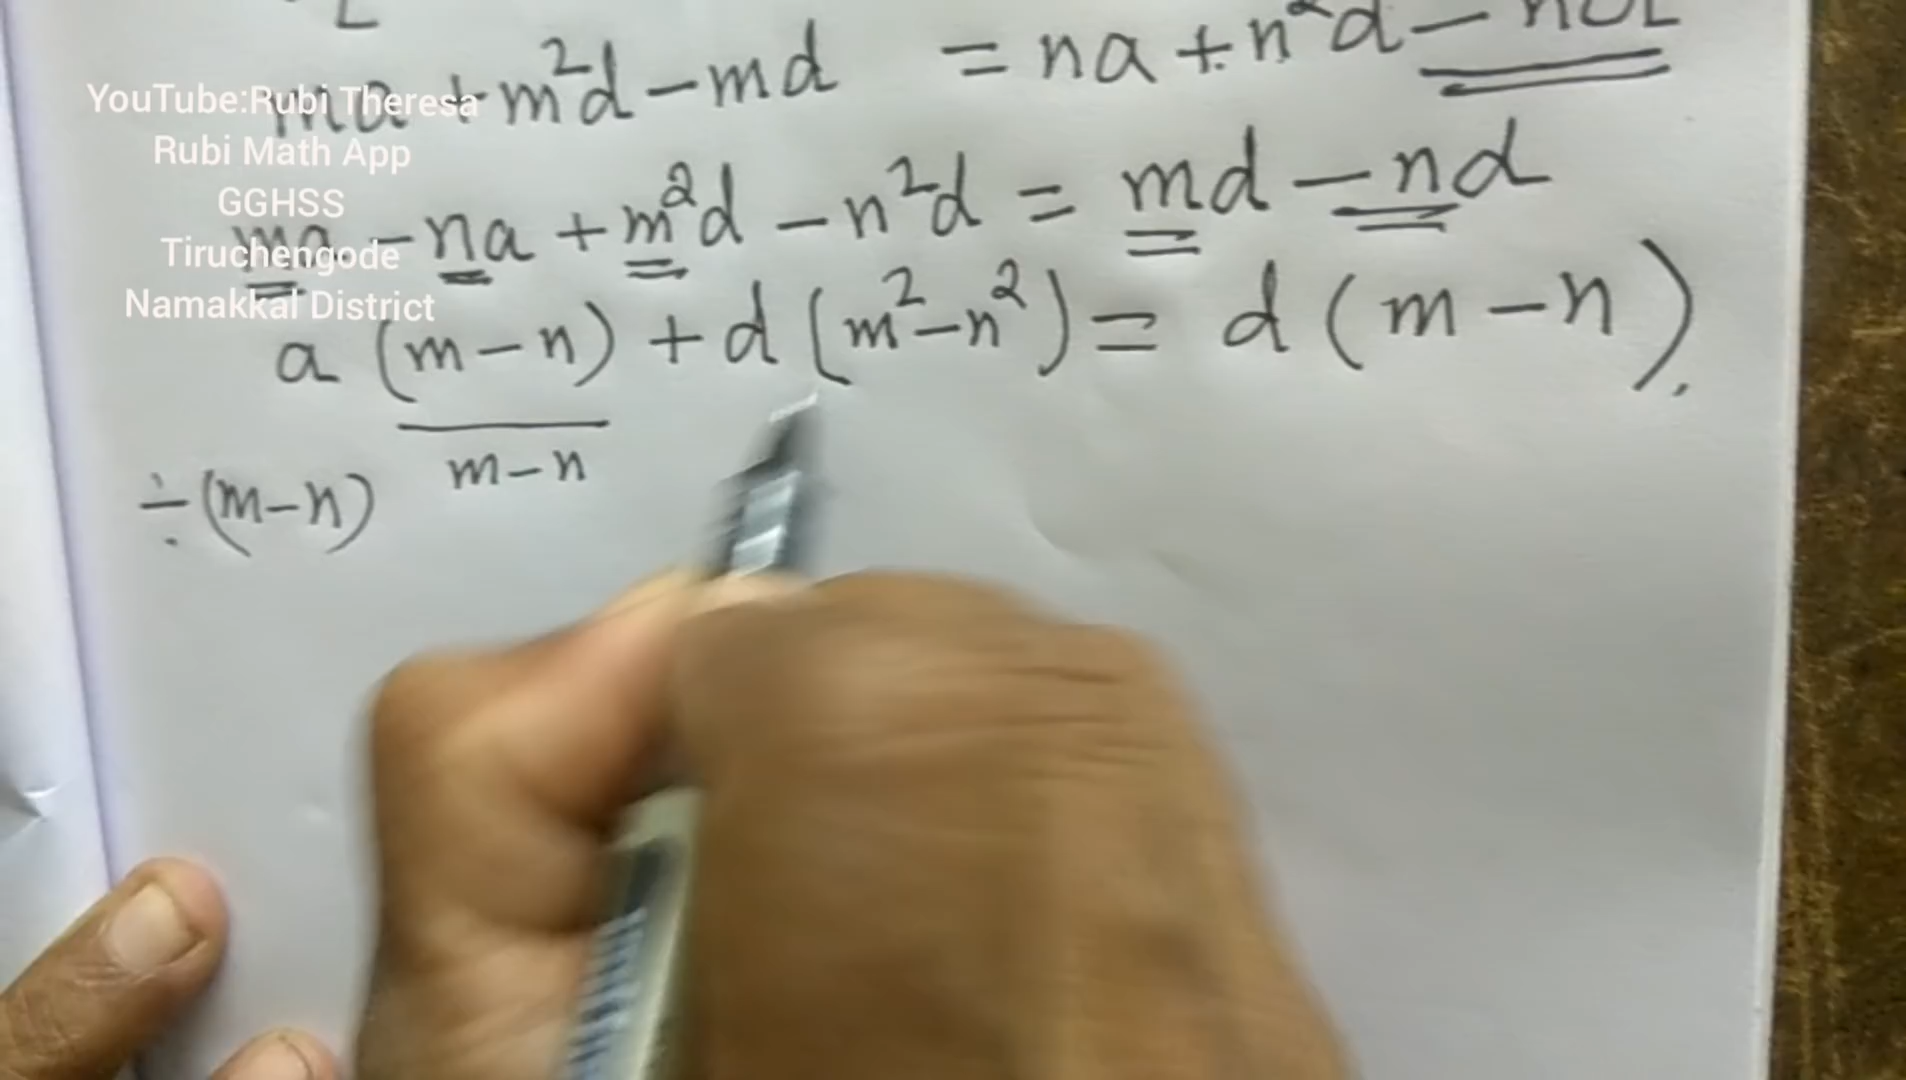 ma + m²d - md = na + n²d - nd
YouTube:Rubi Theresa
Rubi Math App
GGHSS
Tiruchengode
Namakkal District
ma - na + m²d - n²d = md - nd
a (m - n) + d (m² - n²) = d (m - n)
m - n
÷ (m - n)